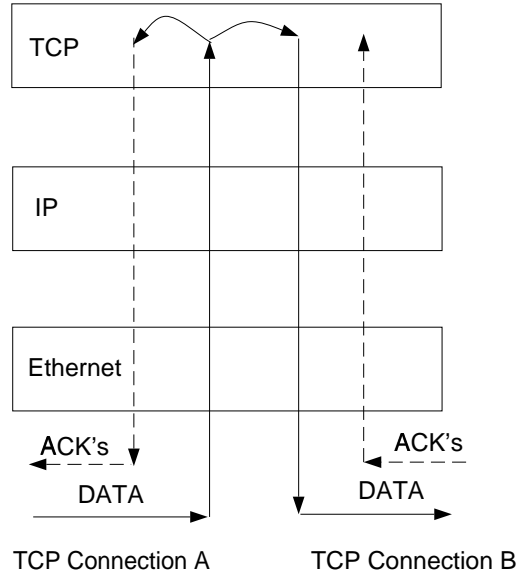 TCP
IP
Ethernet
ACK's
ACK's
DATA
DATA
TCP Connection A
TCP Connection B